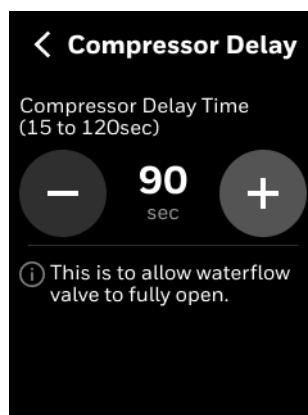 Compressor Delay
Compressor Delay Time
(15 to 120sec)
90
sec
This is to allow waterflow
valve to fully open.